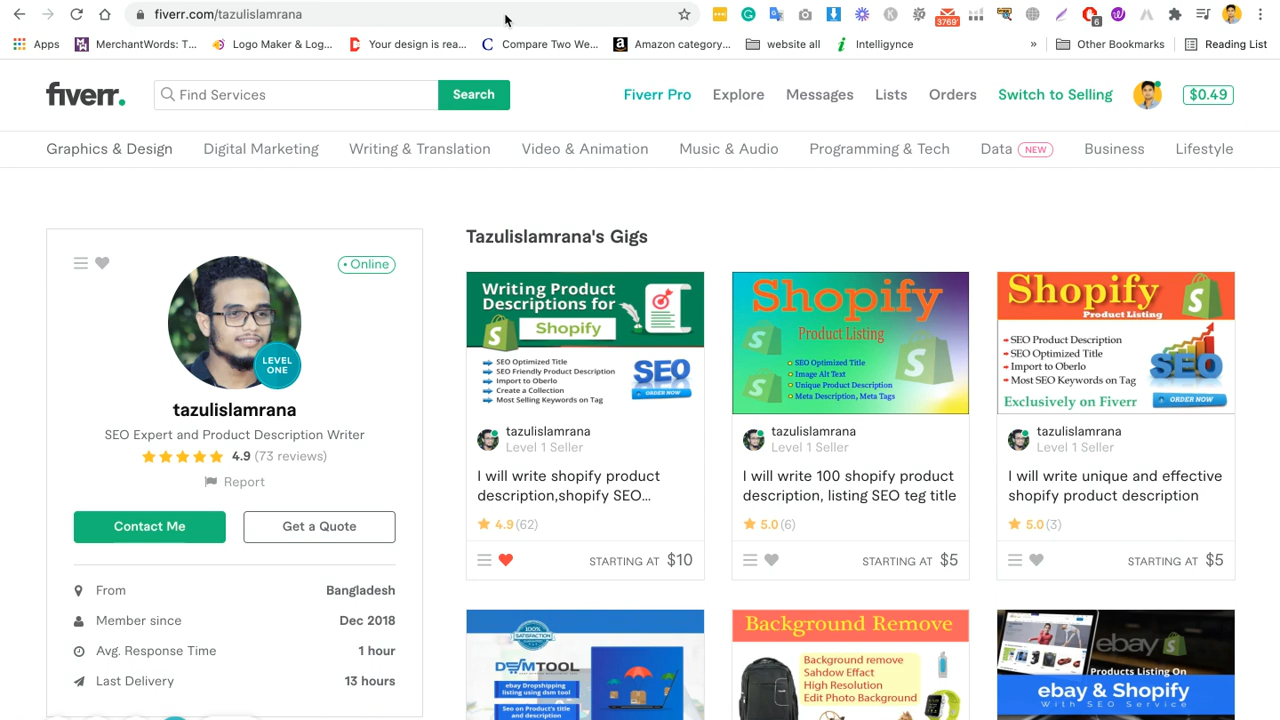 fiverr.com/tazulislamrana
3769'
6
Apps
MerchantWords: T...
Logo Maker & Log...
Your design is rea...
Compare Two We...
Amazon category...
website all
Intelligynce
»
Other Bookmarks
Reading List
fiverr.
Find Services
Search
Fiverr Pro
Explore
Messages
Lists
Orders
Switch to Selling
$0.49
Graphics & Design
Digital Marketing
Writing & Translation
Video & Animation
Music & Audio
Programming & Tech
Data NEW
Business
Lifestyle
• Online
LEVEL
ONE
tazulislamrana
SEO Expert and Product Description Writer
4.9 (73 reviews)
Report
Contact Me
Get a Quote
From Bangladesh
Member since Dec 2018
Avg. Response Time 1 hour
Last Delivery 13 hours
Tazulislamrana's Gigs
Writing Product
Descriptions for
Shopify
SEO Optimized Title
SEO Friendly Product Description
Import to Oberlo
Create a Collection
Most Selling Keywords on Tag
SEO
ORDER NOW
tazulislamrana
Level 1 Seller
I will write shopify product
description,shopify SEO...
4.9 (62)
STARTING AT $10
Shopify
Product Listing
SEO Optimized Title
Image Alt Text
Unique Product Description
Meta Description, Meta Tags
tazulislamrana
Level 1 Seller
I will write 100 shopify product
description, listing SEO teg title
5.0 (6)
STARTING AT $5
Shopify
Product Listing
SEO Product Description
SEO Optimized Title
Import to Oberlo
Most SEO Keywords on Tag
Exclusively on Fiverr
SEO
ORDER NOW
tazulislamrana
Level 1 Seller
I will write unique and effective
shopify product description
5.0 (3)
STARTING AT $5
100%
SATISFACTION
DSMTOOL
ebay Dropshipping
listing using dsm tool
Seo on Product's title
and description
Background Remove
Background remove
Sahdow Effact
High Resolution
Edit Photo Background
ebay
Products Listing On
ebay & Shopify
With SEO Service